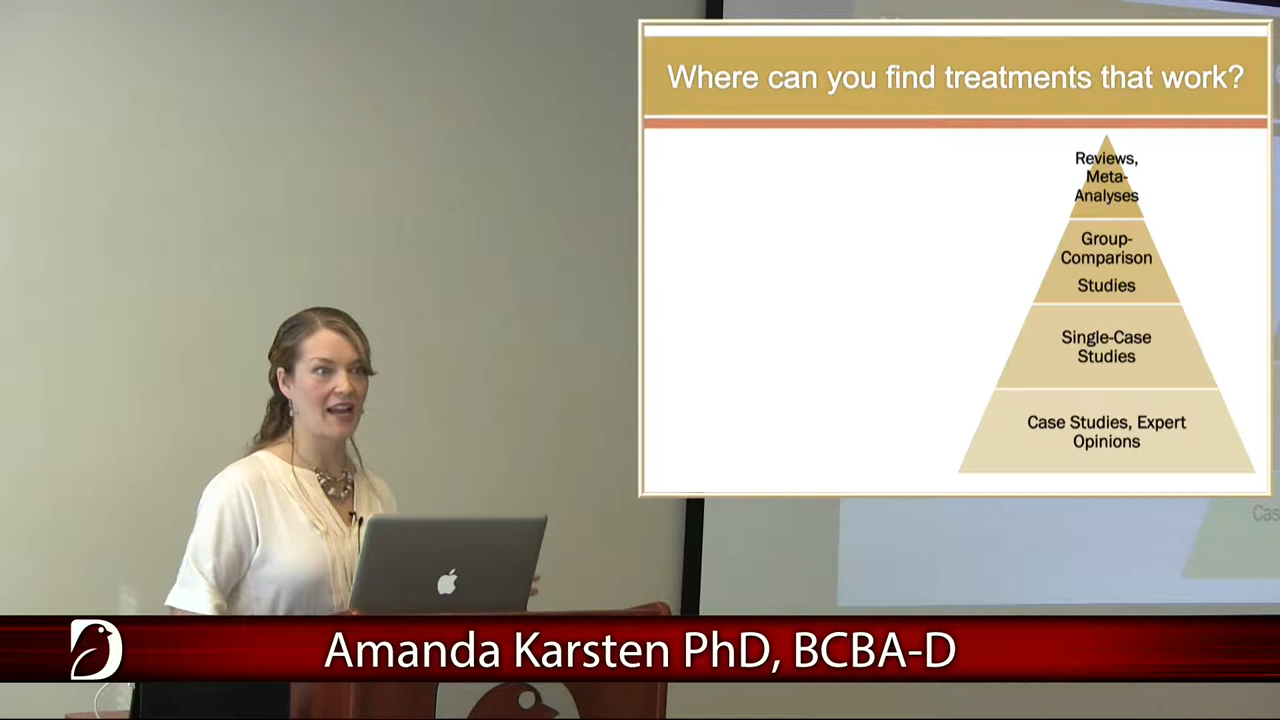 Where can you find treatments that work?
Reviews,
Meta-
Analyses
Group-
Comparison
Studies
Single-Case
Studies
Case Studies, Expert
Opinions
Cas
Amanda Karsten PhD, BCBA-D